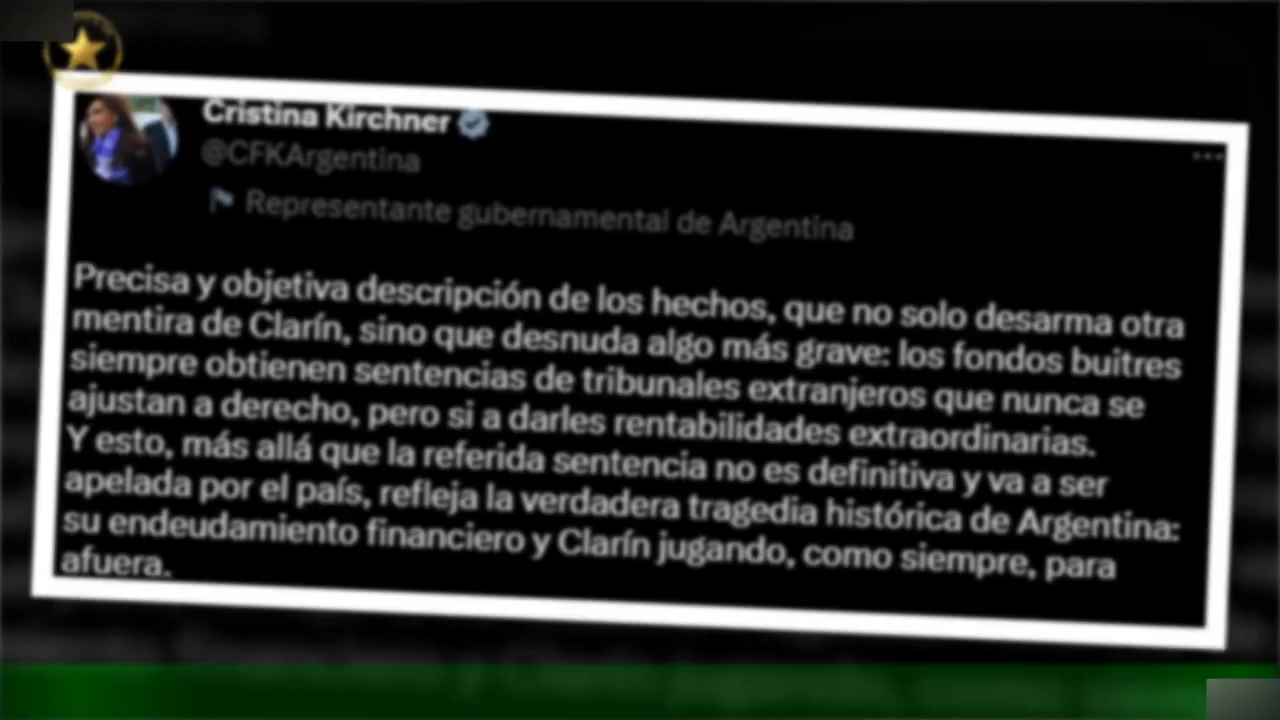 Cristina Kirchner
@CFKArgentina
Representante gubernamental de Argentina
Precisa y objetiva descripción de los hechos, que no solo desarma otra
mentira de Clarín, sino que desnuda algo más grave: los fondos buitres
siempre obtienen sentencias de tribunales extranjeros que nunca se
ajustan a derecho, pero si a darles rentabilidades extraordinarias.
Y esto, más allá que la referida sentencia no es definitiva y va a ser
apelada por el país, refleja la verdadera tragedia histórica de Argentina:
su endeudamiento financiero y Clarín jugando, como siempre, para
afuera.